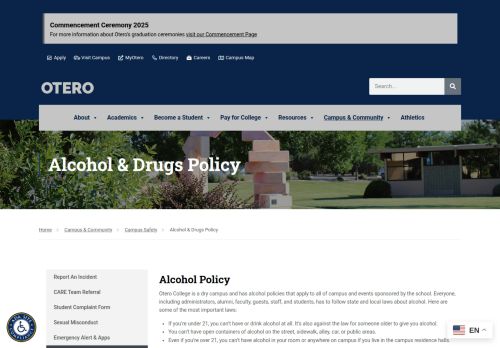 Commencement Ceremony 2025
For more information about Otero's graduation ceremonies visit our Commencement Page
Apply
Visit Campus
MyOtero
Directory
Careers
Campus Map
OTERO
Search...
About
Academics
Become a Student
Pay for College
Resources
Campus & Community
Athletics
Alcohol & Drugs Policy
Home
Campus & Community
Campus Safety
Alcohol & Drugs Policy
Report An Incident
CARE Team Referral
Student Complaint Form
Sexual Misconduct
Emergency Alert & Apps
Alcohol Policy
Otero College is a dry campus and has alcohol policies that apply to all of campus and events sponsored by the school. Everyone,
including administrators, alumni, faculty, guests, staff, and students, has to follow state and local laws about alcohol. Here are
some of the most important laws:
If you're under 21, you can't have or drink alcohol at all. It's also against the law for someone older to give you alcohol.
You can't have open containers of alcohol on the street, sidewalk, alley, car, or public areas.
Even if you're over 21, you can't have alcohol in your room or anywhere on campus if you live in the campus residence halls.
EN